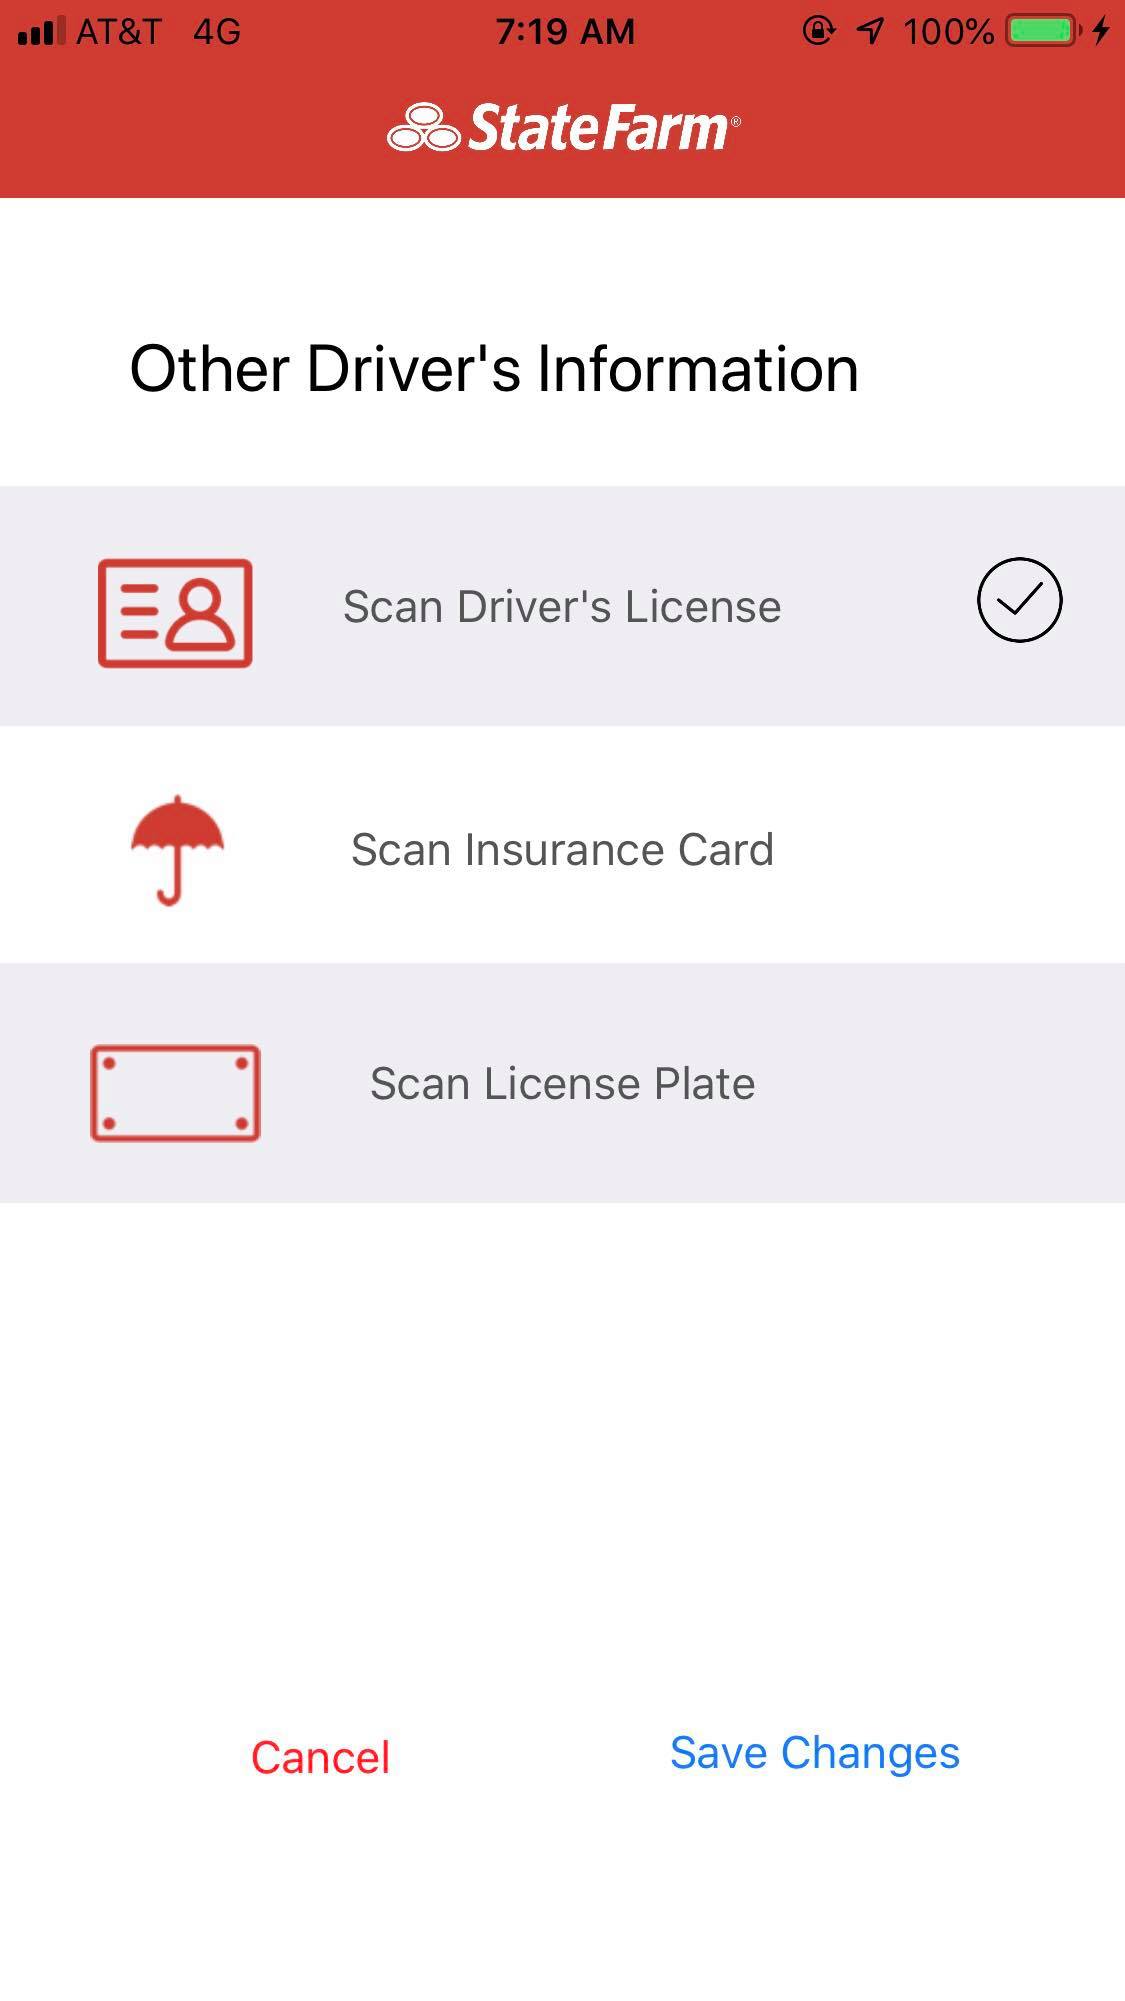 AT&T 4G 7:19 AM 100%
StateFarm®
Other Driver's Information
Scan Driver's License
Scan Insurance Card
Scan License Plate
Cancel Save Changes